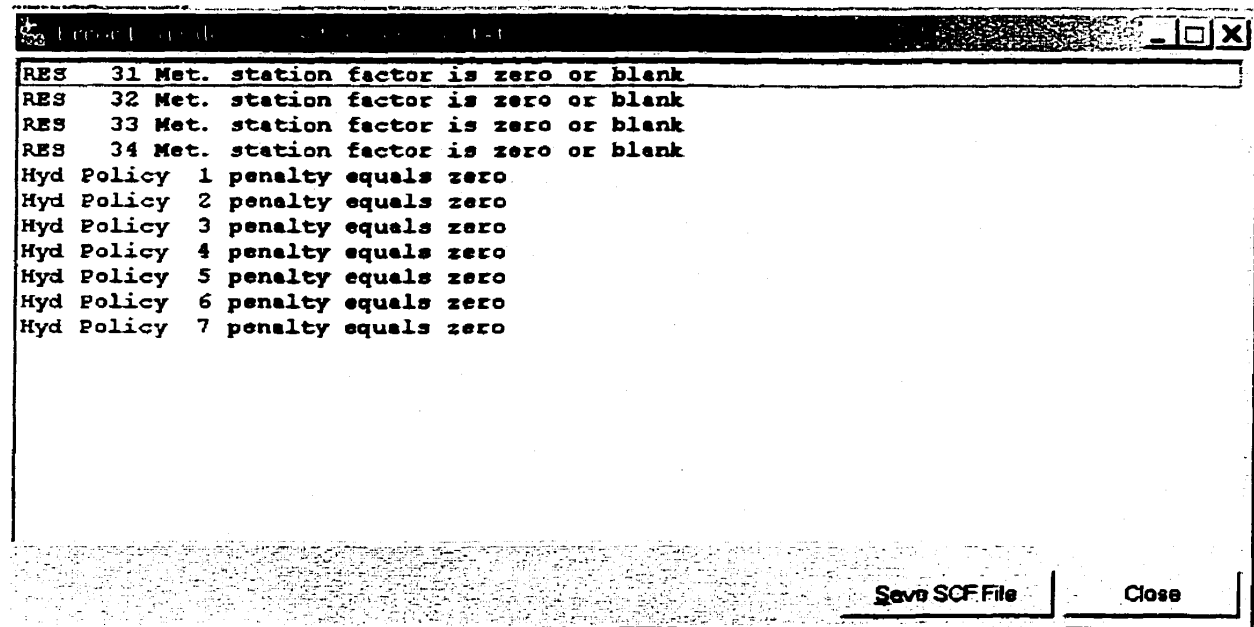 RES 31 Met. station factor is zero or blank
RES 32 Met. station factor is zero or blank
RES 33 Met. station factor is zero or blank
RES 34 Met. station factor is zero or blank
Hyd Policy 1 penalty equals zero
Hyd Policy 2 penalty equals zero
Hyd Policy 3 penalty equals zero
Hyd Policy 4 penalty equals zero
Hyd Policy 5 penalty equals zero
Hyd Policy 6 penalty equals zero
Hyd Policy 7 penalty equals zero
Save SCF File
Close